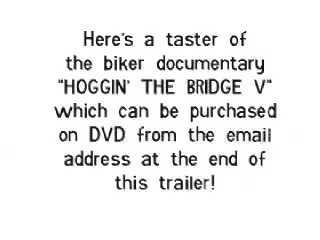 Here's a taster of
the biker documentary
"HOGGIN' THE BRIDGE V"
which can be purchased
on DVD from the email
address at the end of
this trailer!